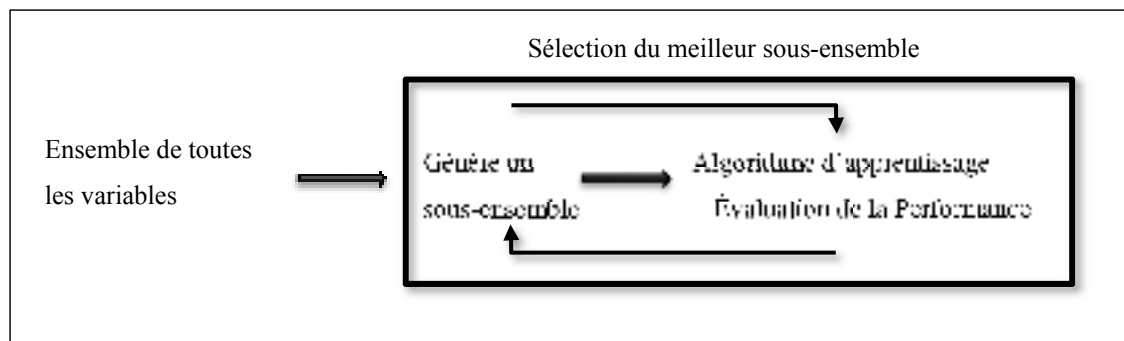 Sélection du meilleur sous-ensemble
Ensemble de toutes
les variables
Génère un
sous-ensemble
Algorithme d'apprentissage
Évaluation de la Performance